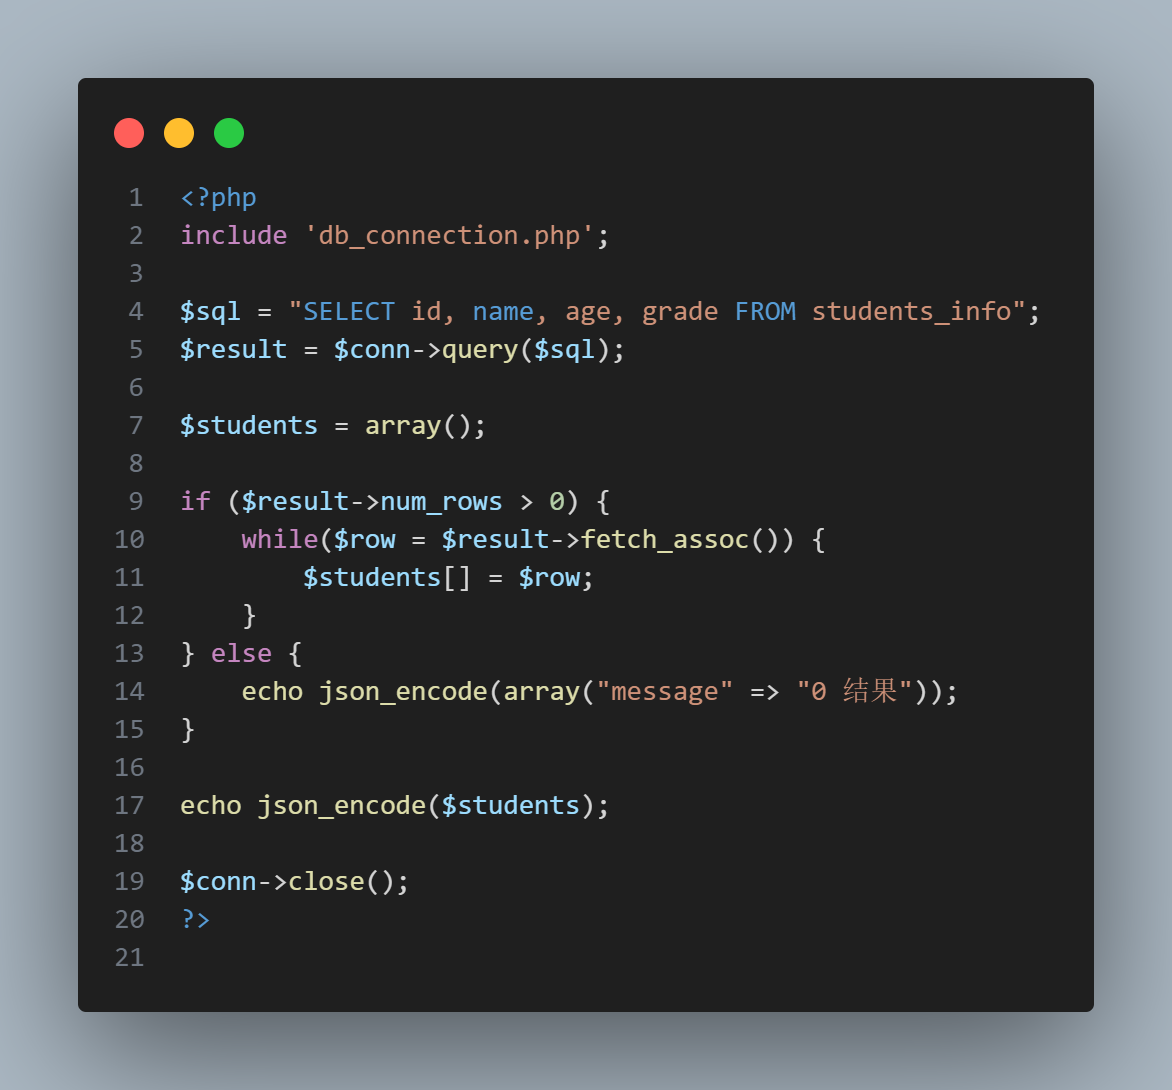 1 <?php
2 include 'db_connection.php';
3
4 $sql = "SELECT id, name, age, grade FROM students_info";
5 $result = $conn->query($sql);
6
7 $students = array();
8
9 if ($result->num_rows > 0) {
10     while($row = $result->fetch_assoc()) {
11         $students[] = $row;
12     }
13 } else {
14     echo json_encode(array("message" => "0 结果"));
15 }
16
17 echo json_encode($students);
18
19 $conn->close();
20 ?>
21